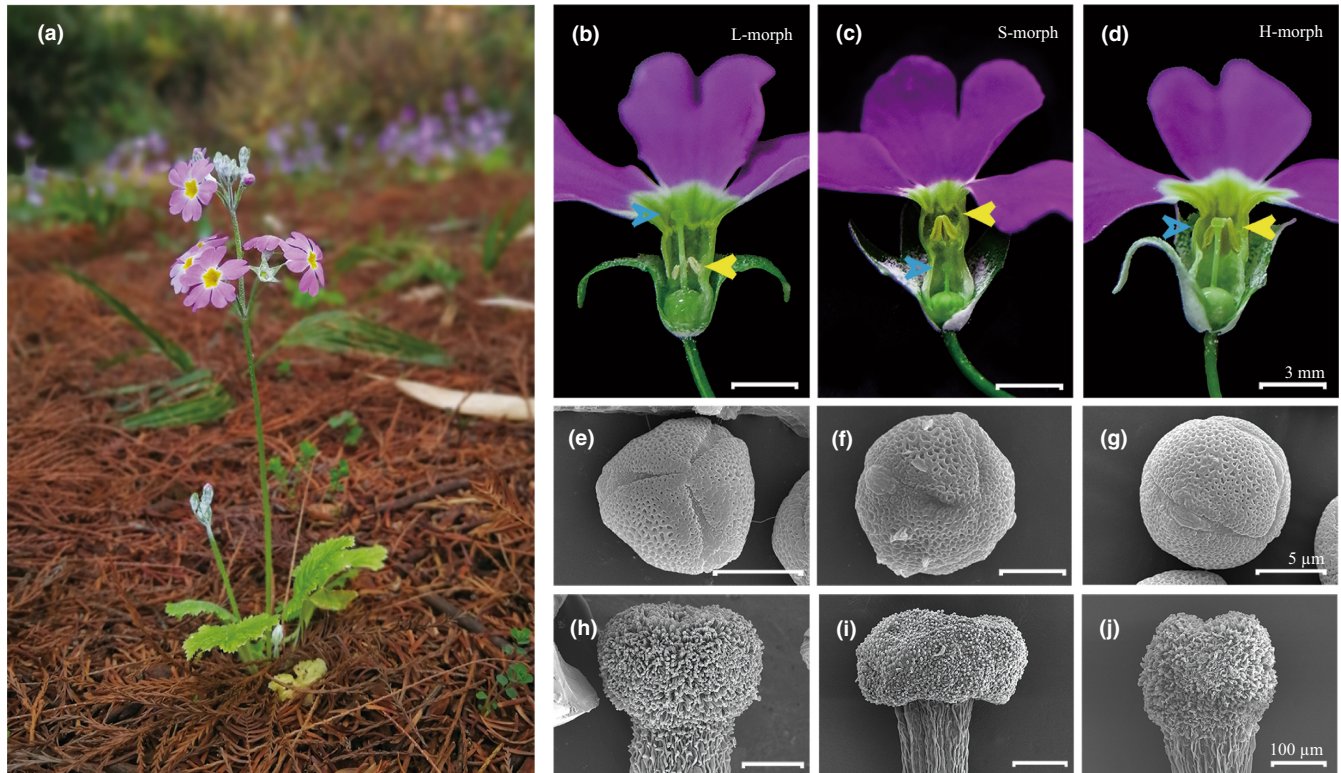 (a)
(b) L-morph
(c) S-morph
(d) H-morph
3 mm
(e)
(f)
(g)
5 µm
(h)
(i)
(j)
100 µm